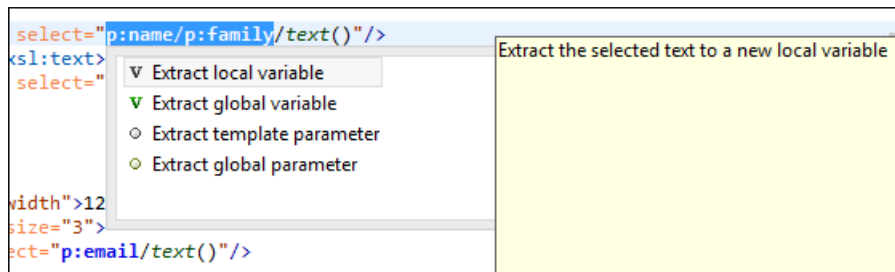 select="p:name/p:family/text()"/>
xsl:text>
select="
Extract local variable
Extract global variable
Extract template parameter
Extract global parameter
Extract the selected text to a new local variable
width">12
size="3">
ect="p:email/text()"/>